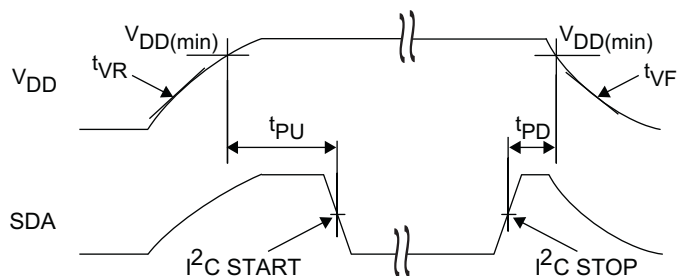 VDD(min) VDD(min)
tVR tVF
VDD
tPU tPD
SDA
I2C START I2C STOP